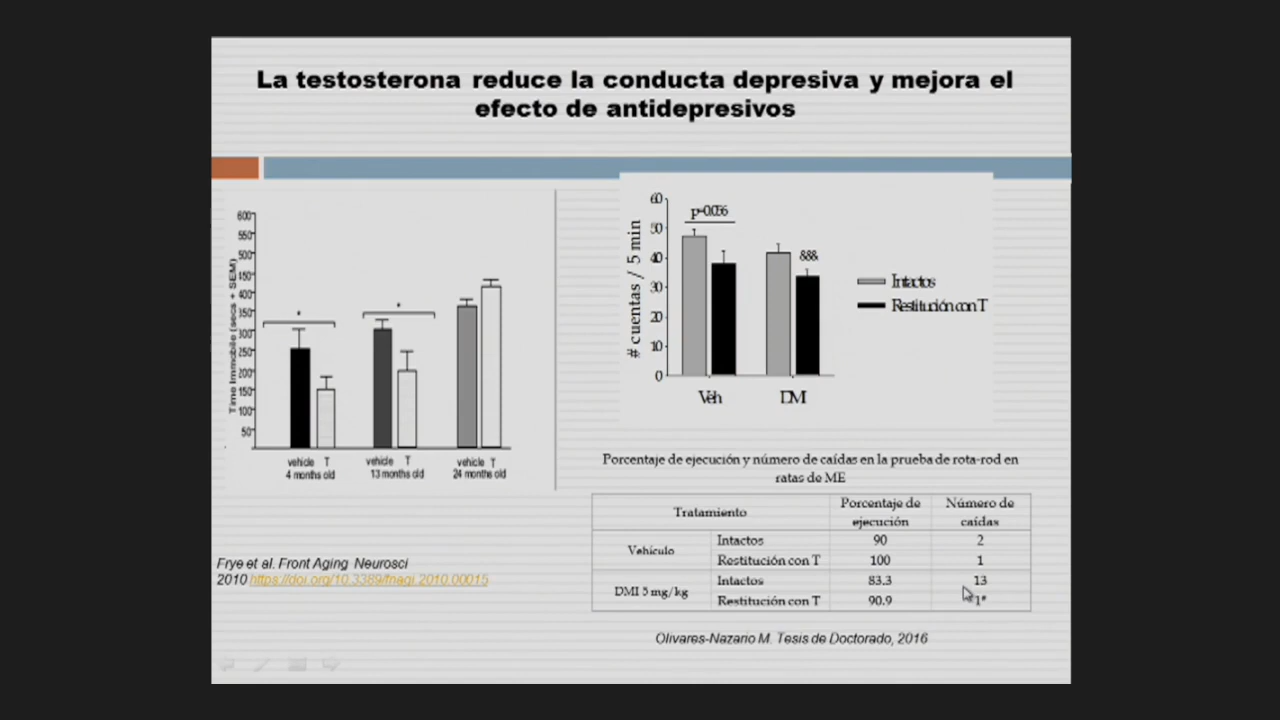 La testosterona reduce la conducta depresiva y mejora el
efecto de antidepresivos
Time Immobile (secs + SEM)
600
550
500
450
400
350
300
250
200
150
100
50
*
*
vehicle T
4 months old
vehicle T
13 months old
vehicle T
24 months old
Frye et al. Front Aging Neurosci
2010 https://doi.org/10.3389/fnagi.2010.00015
# cuentas / 5 min
60
50
40
30
20
10
0
p=0.056
&&&
Veh
DMI
Intactos
Restitución con T
Porcentaje de ejecución y número de caídas en la prueba de rota-rod en
ratas de ME
Tratamiento
Porcentaje de
ejecución
Número de
caídas
Vehículo
Intactos 90 2
Restitución con T 100 1
DMI 5 mg/kg
Intactos 83.3 13
Restitución con T 90.9 1*
Olivares-Nazario M. Tesis de Doctorado, 2016